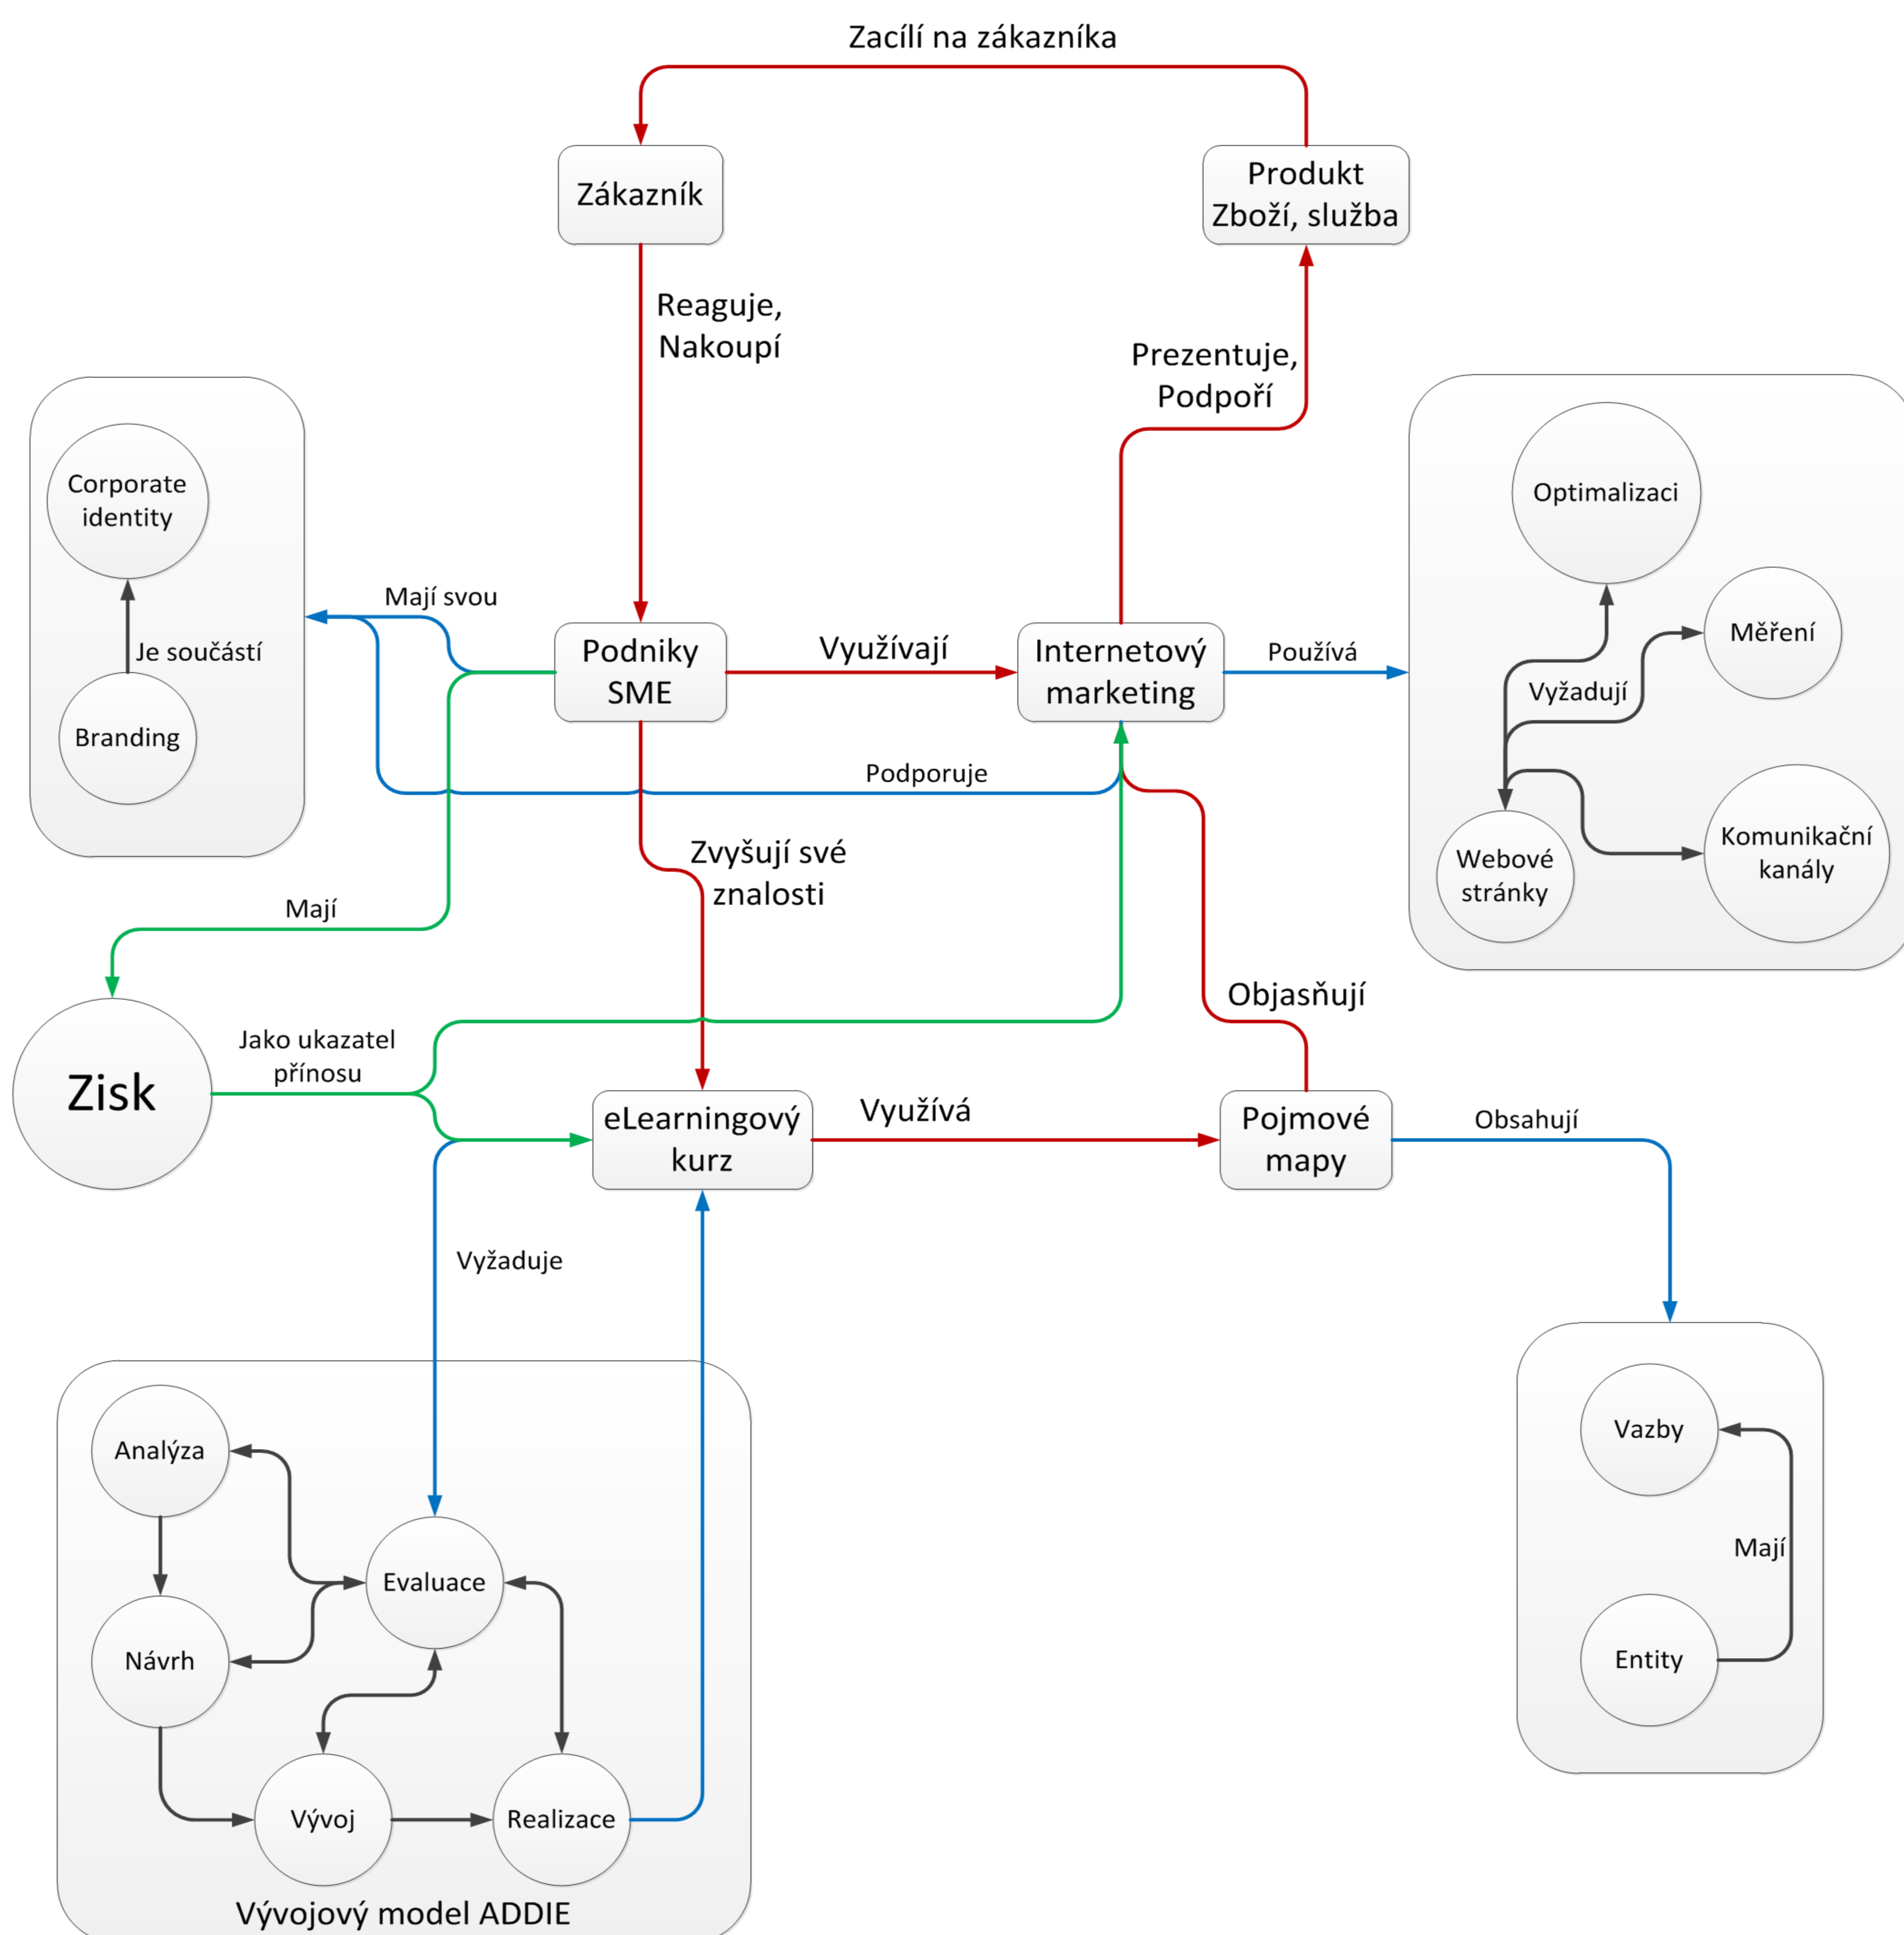 Zacílí na zákazníka
Zákazník
Produkt
Zboží, služba
Reaguje,
Nakoupí
Prezentuje,
Podpoří
Corporate
identity
Je součástí
Branding
Mají svou
Podniky
SME
Využívají
Internetový
marketing
Používá
Optimalizaci
Měření
Vyžadují
Webové
stránky
Komunikační
kanály
Podporuje
Zvyšují své
znalosti
Mají
Objasňují
Zisk
Jako ukazatel
přínosu
eLearningový
kurz
Využívá
Pojmové
mapy
Obsahují
Vyžaduje
Analýza
Evaluace
Návrh
Vývoj
Realizace
Vývojový model ADDIE
Vazby
Mají
Entity